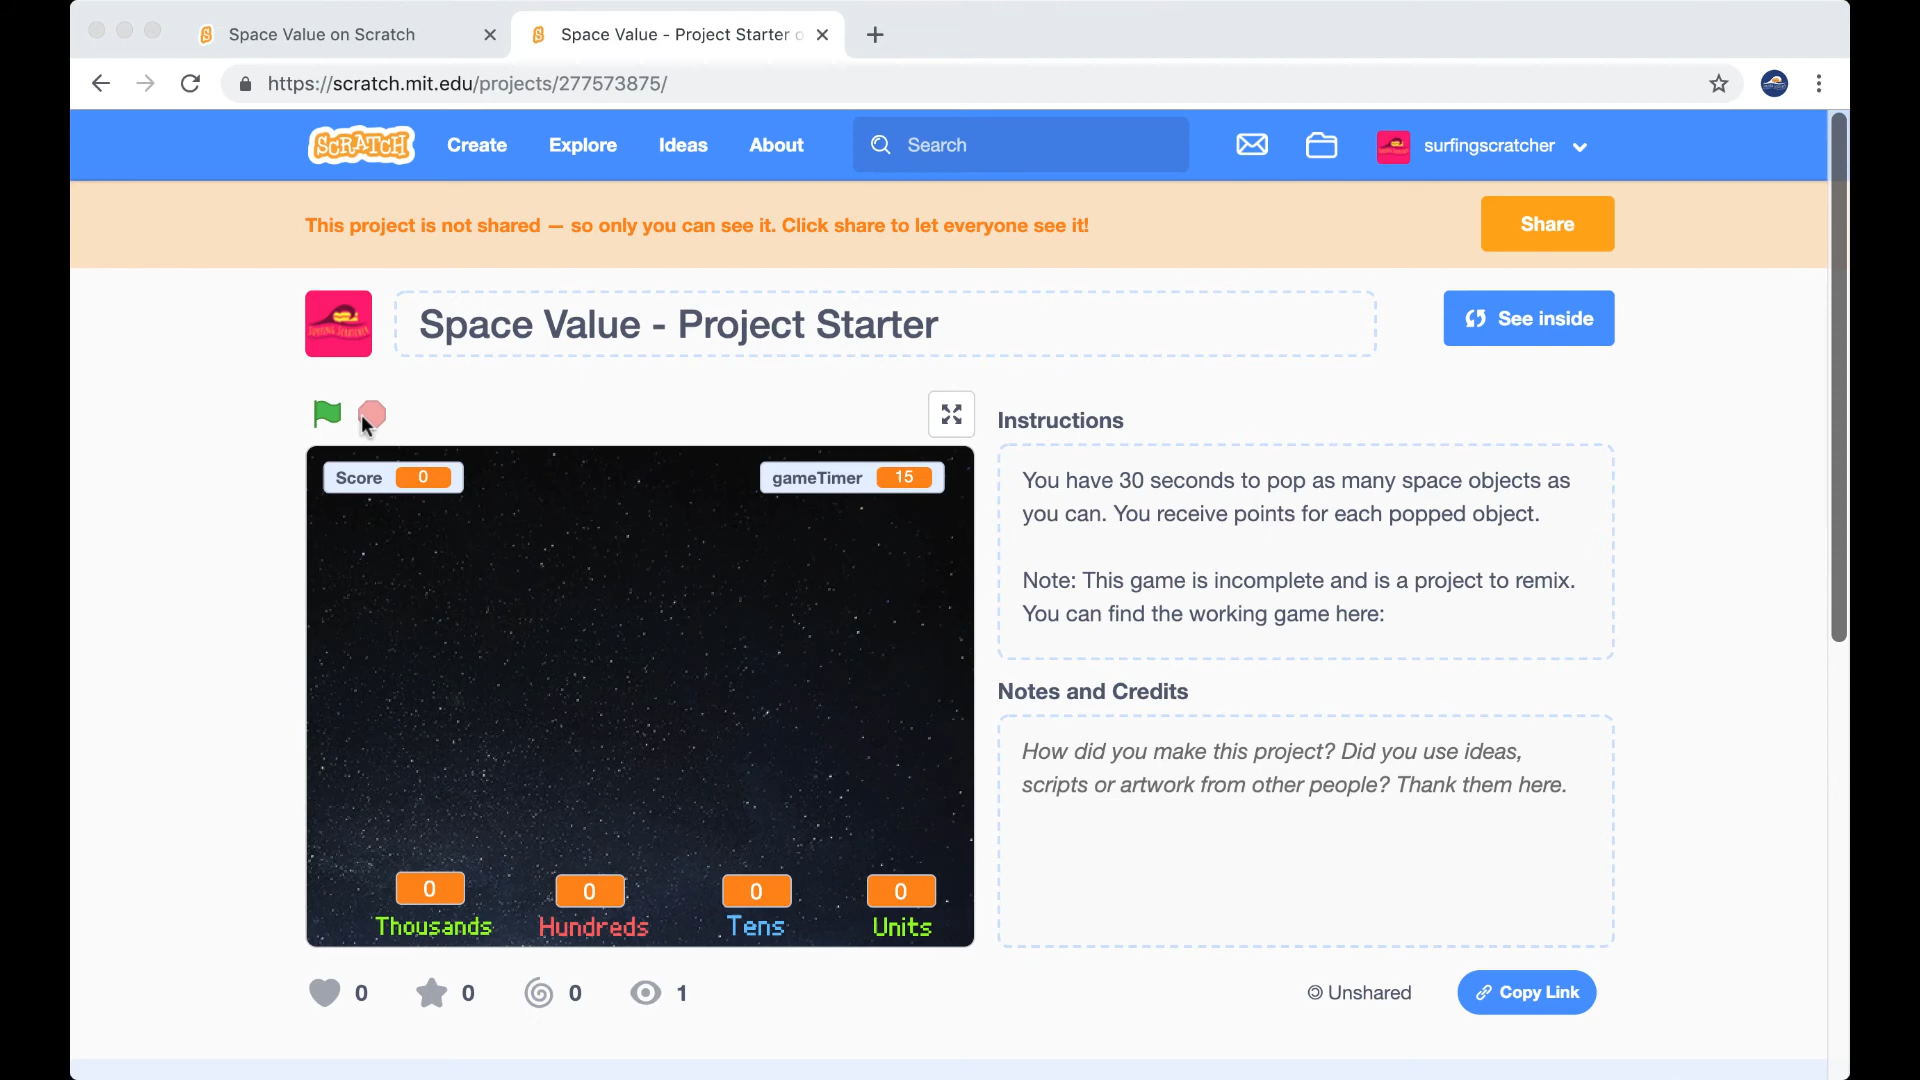 Space Value on Scratch
Space Value - Project Starter
https://scratch.mit.edu/projects/277573875/
SCRATCH
Create
Explore
Ideas
About
Search
surfingscratcher
This project is not shared — so only you can see it. Click share to let everyone see it!
Share
Space Value - Project Starter
See inside
Score 0
gameTimer 15
0 0 0 0
Thousands Hundreds Tens Units
Instructions
You have 30 seconds to pop as many space objects as
you can. You receive points for each popped object.
Note: This game is incomplete and is a project to remix.
You can find the working game here:
Notes and Credits
How did you make this project? Did you use ideas,
scripts or artwork from other people? Thank them here.
0 0 0 1
Unshared
Copy Link